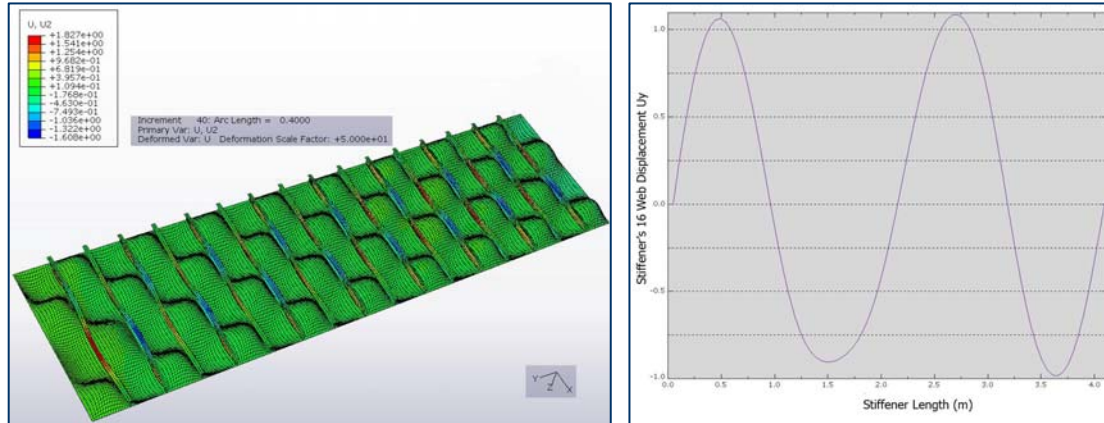 U, U2
+1.827e+00
+1.541e+00
+1.254e+00
+9.682e-01
+6.819e-01
+3.957e-01
+1.094e-01
-1.768e-01
-4.630e-01
-7.493e-01
-1.036e+00
-1.322e+00
-1.608e+00
Increment 40: Arc Length = 0.4000
Primary Var: U, U2
Deformed Var: U Deformation Scale Factor: +5.000e+01
Y
Z
X
Stiffener's 16 Web Displacement Uy
1.0
0.5
0.0
-0.5
-1.0
0.0 0.5 1.0 1.5 2.0 2.5 3.0 3.5 4.0
Stiffener Length (m)